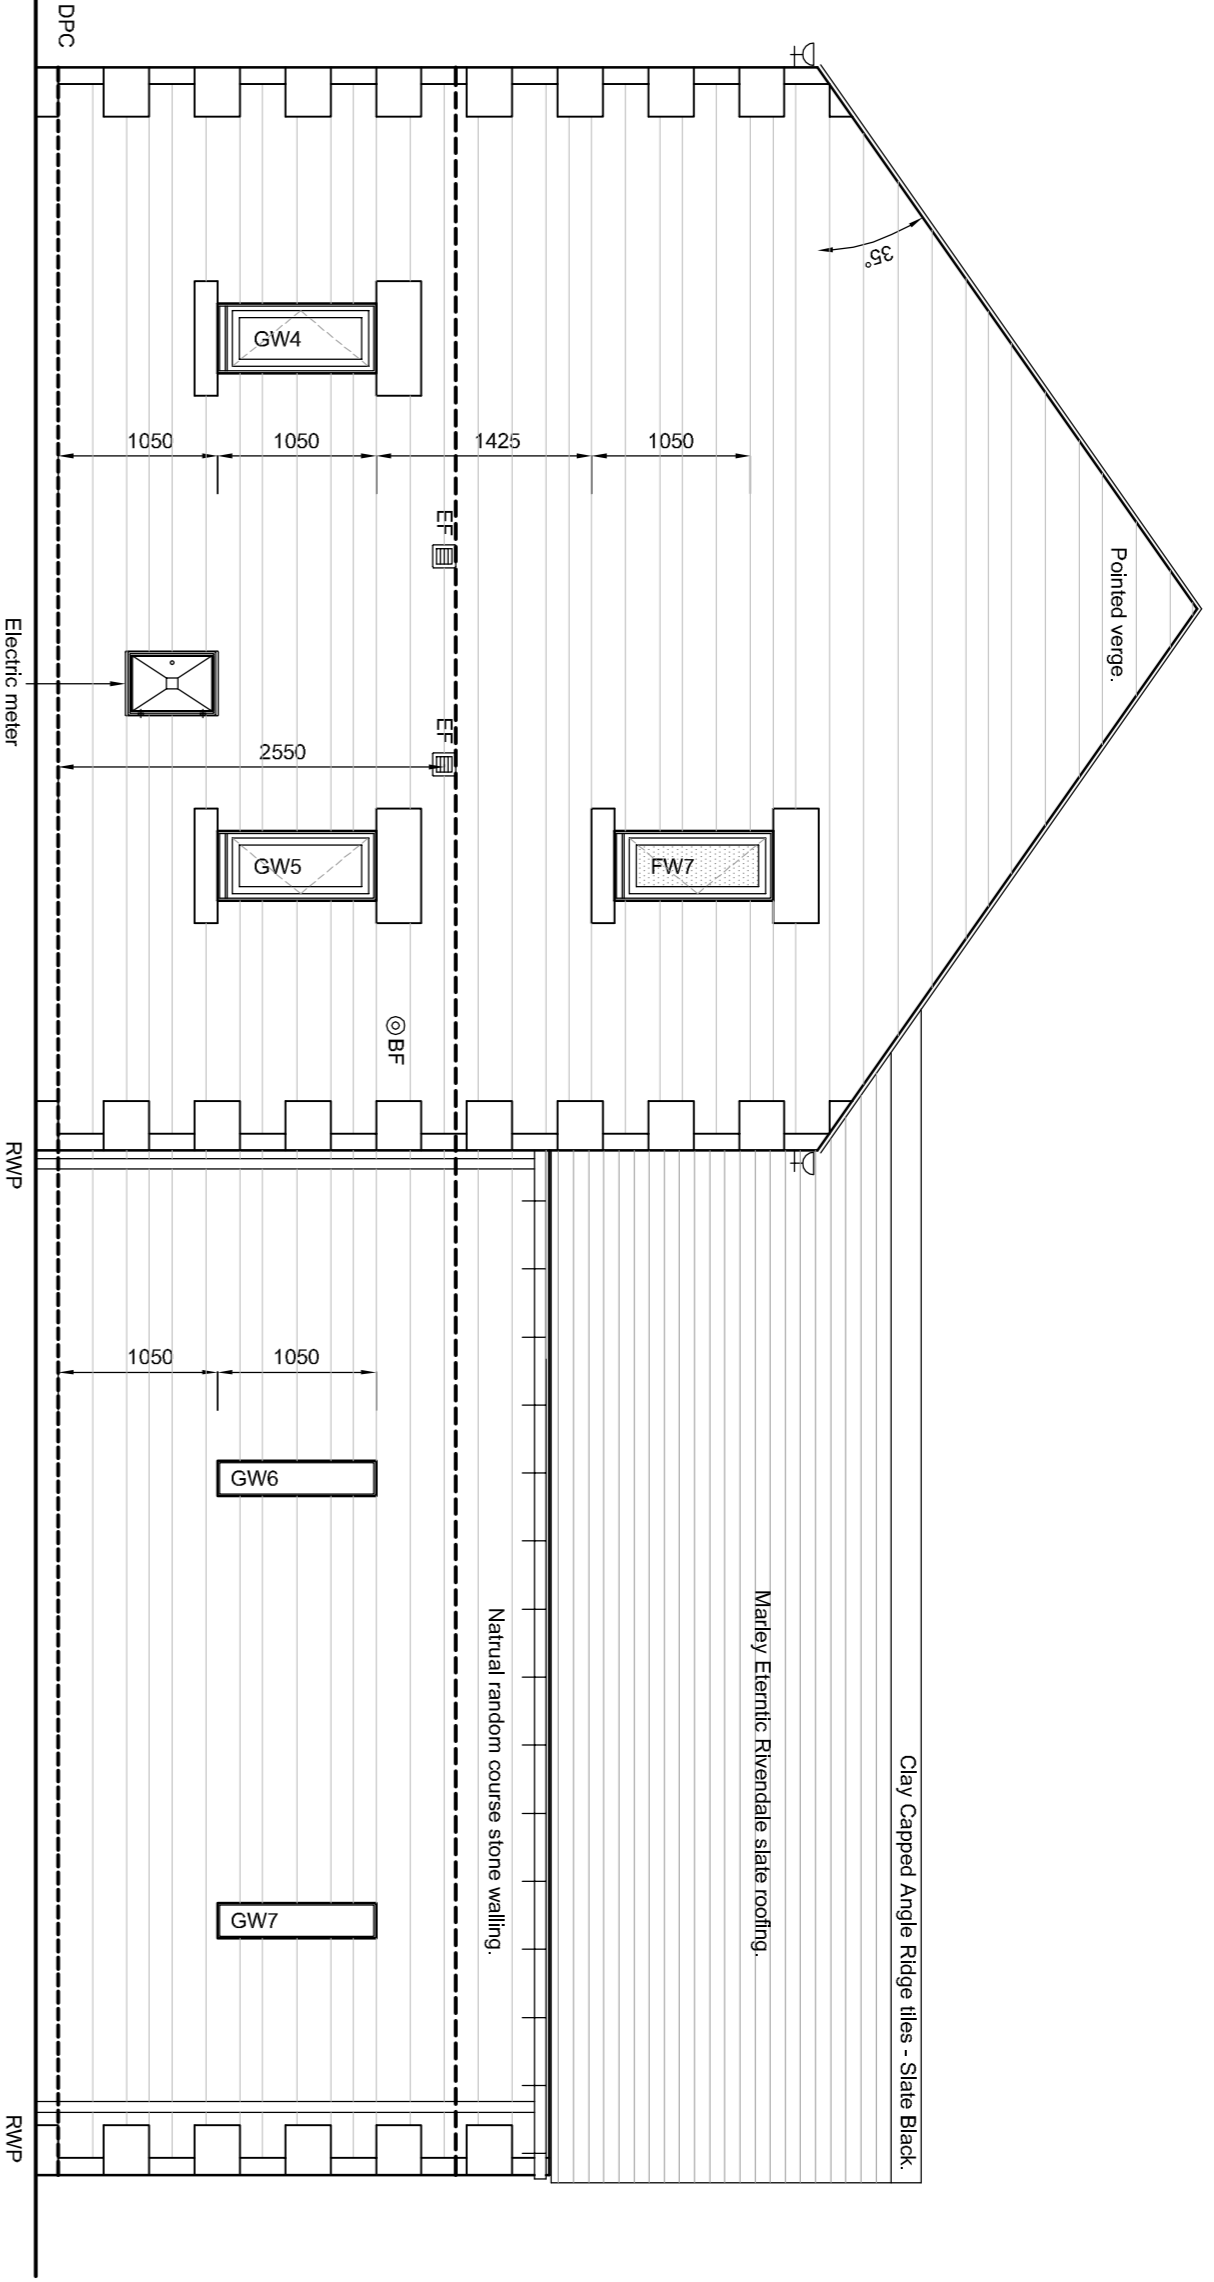 Pointed verge.
35°
Clay Capped Angle Ridge tiles - Slate Black.
Marley Eterntic Rivendale slate roofing.
Natrual random course stone walling.
FW7
1050
1425
1050
1050
EF
EF
BF
GW4
GW5
2550
GW6
GW7
1050
1050
DPC
Electric meter
RWP
RWP